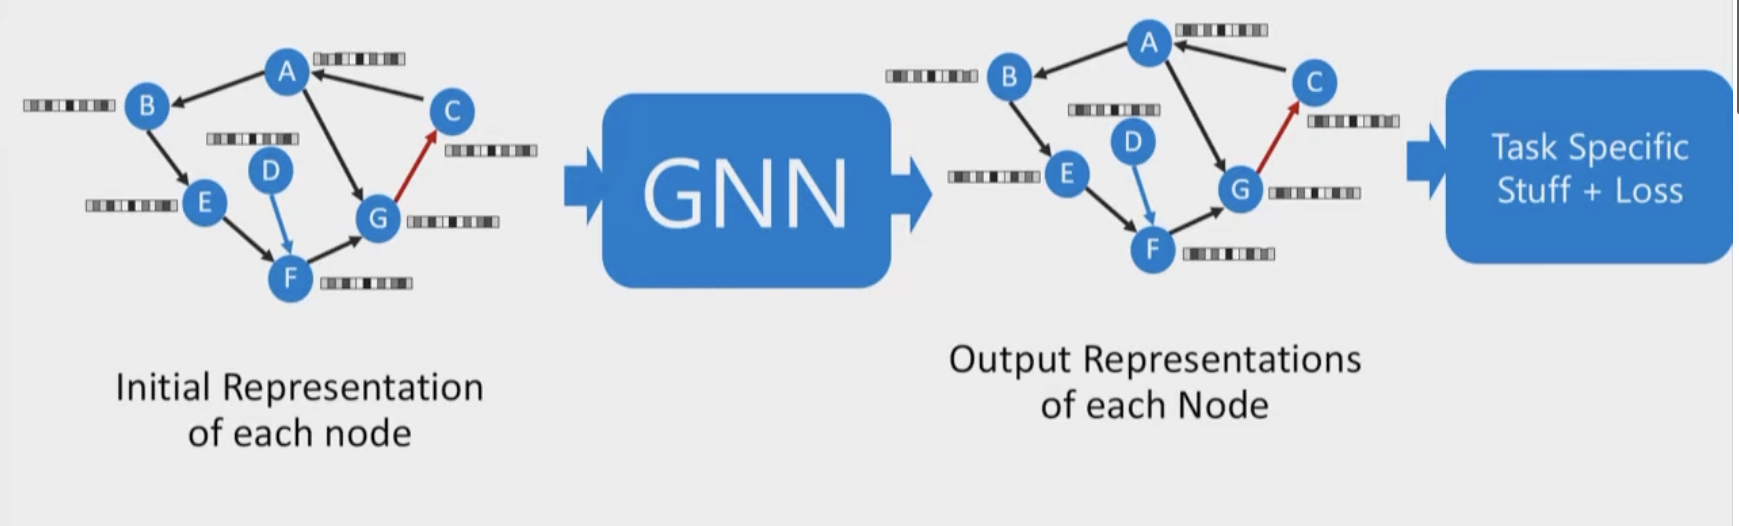 A
B
C
D
E
G
F
Initial Representation
of each node
GNN
A
B
C
D
E
G
F
Output Representations
of each Node
Task Specific
Stuff + Loss